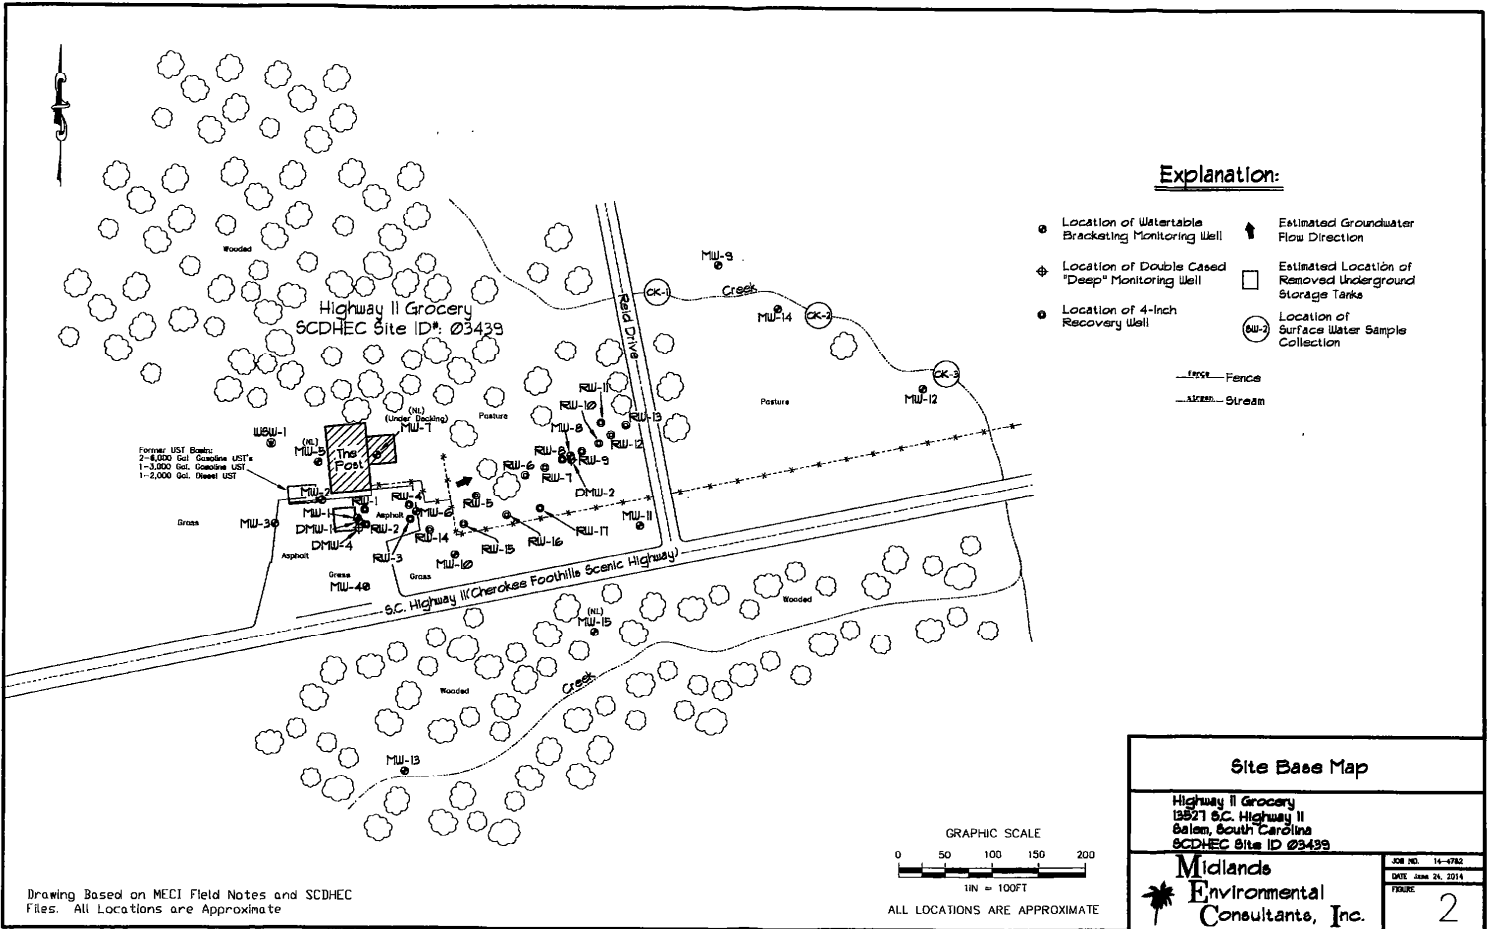 Wooded
Highway 11 Grocery
SCDHEC Site ID#: 03439
Reid Drive
CK-1
Creek
MW-9
MW-14
CK-2
CK-3
MW-12
Pasture
Pasture
(NL)
(Under Decking)
MW-7
WSW-1
(NL)
MW-5
The
Post
Former UST Basin:
2-6,000 Gal. Gasoline UST's
1-3,000 Gal. Gasoline UST
1-2,000 Gal. Diesel UST
RW-11
RW-10
RW-13
MW-8
RW-12
RW-8
RW-9
RW-6
RW-7
DMW-2
MW-2
RW-1
RW-4
RW-5
MW-3
MW-1
Asphalt
MW-6
DMW-1
RW-2
RW-17
MW-11
Grass
DMW-4
RW-3
RW-14
RW-15
RW-16
Asphalt
MW-10
Grass
Grass
MW-40
S.C. Highway 11 (Cherokee Foothills Scenic Highway)
(NL)
MW-15
Wooded
Creek
Wooded
MW-13
Explanation:
Location of Watertable
Bracketing Monitoring Well
Location of Double Cased
"Deep" Monitoring Well
Location of 4-Inch
Recovery Well
Estimated Groundwater
Flow Direction
Estimated Location of
Removed Underground
Storage Tanks
SW-2
Location of
Surface Water Sample
Collection
fence Fence
stream Stream
GRAPHIC SCALE
0 50 100 150 200
1IN = 100FT
ALL LOCATIONS ARE APPROXIMATE
Drawing Based on MECI Field Notes and SCDHEC
Files. All Locations are Approximate
Site Base Map
Highway 11 Grocery
13527 S.C. Highway 11
Salem, South Carolina
SCDHEC Site ID 03439
Midlands
Environmental
Consultants, Inc.
JOB NO. 14-4782
DATE June 24, 2014
FIGURE
2